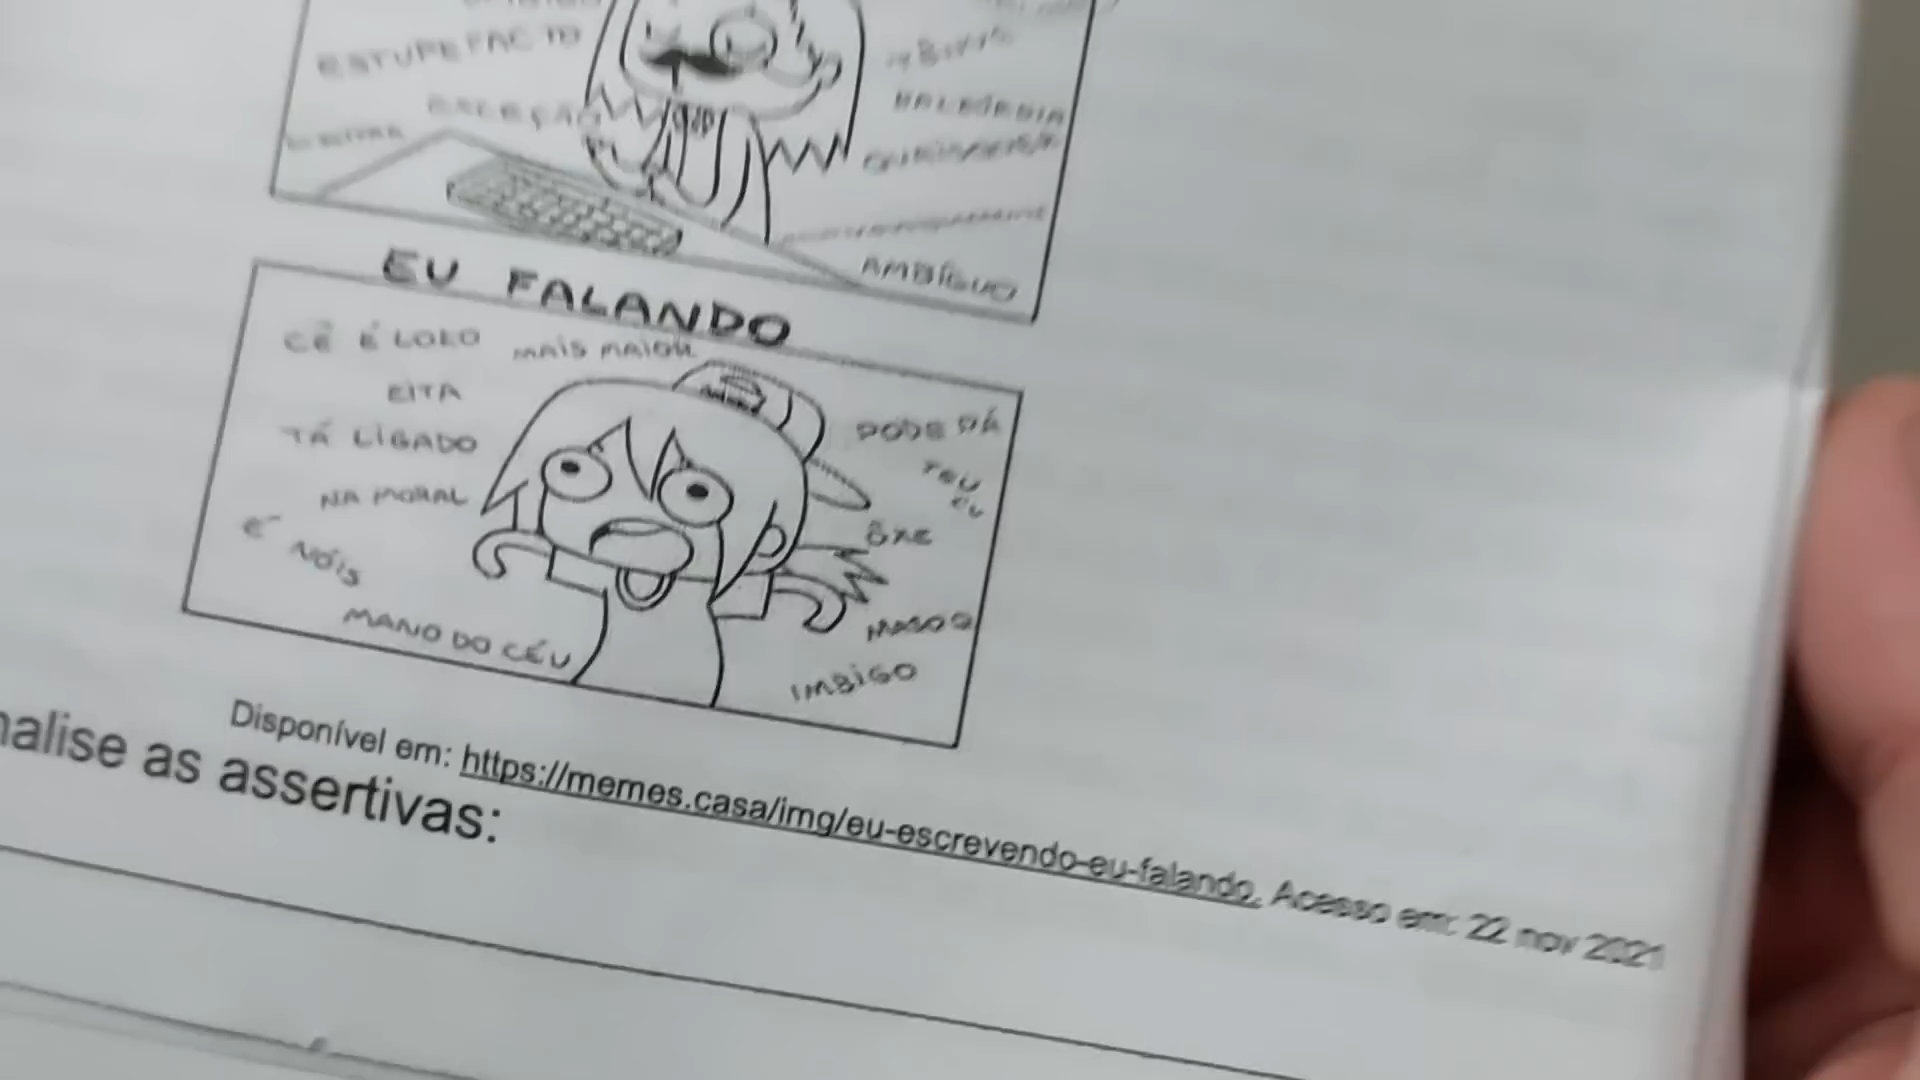 ESTUPEFACTO
EXCEÇÃO
AMBÍGUO
EU FALANDO
CÊ É LOKO
MAIS MAIOR
EITA
PODE PÁ
TÁ LIGADO
TEU
CU
NA MORAL
ÔXE
É NÓIS
MANO DO CÉU
IMBIGO
Disponível em: https://memes.casa/img/eu-escrevendo-eu-falando. Acesso em: 22 nov 2021
nalise as assertivas: